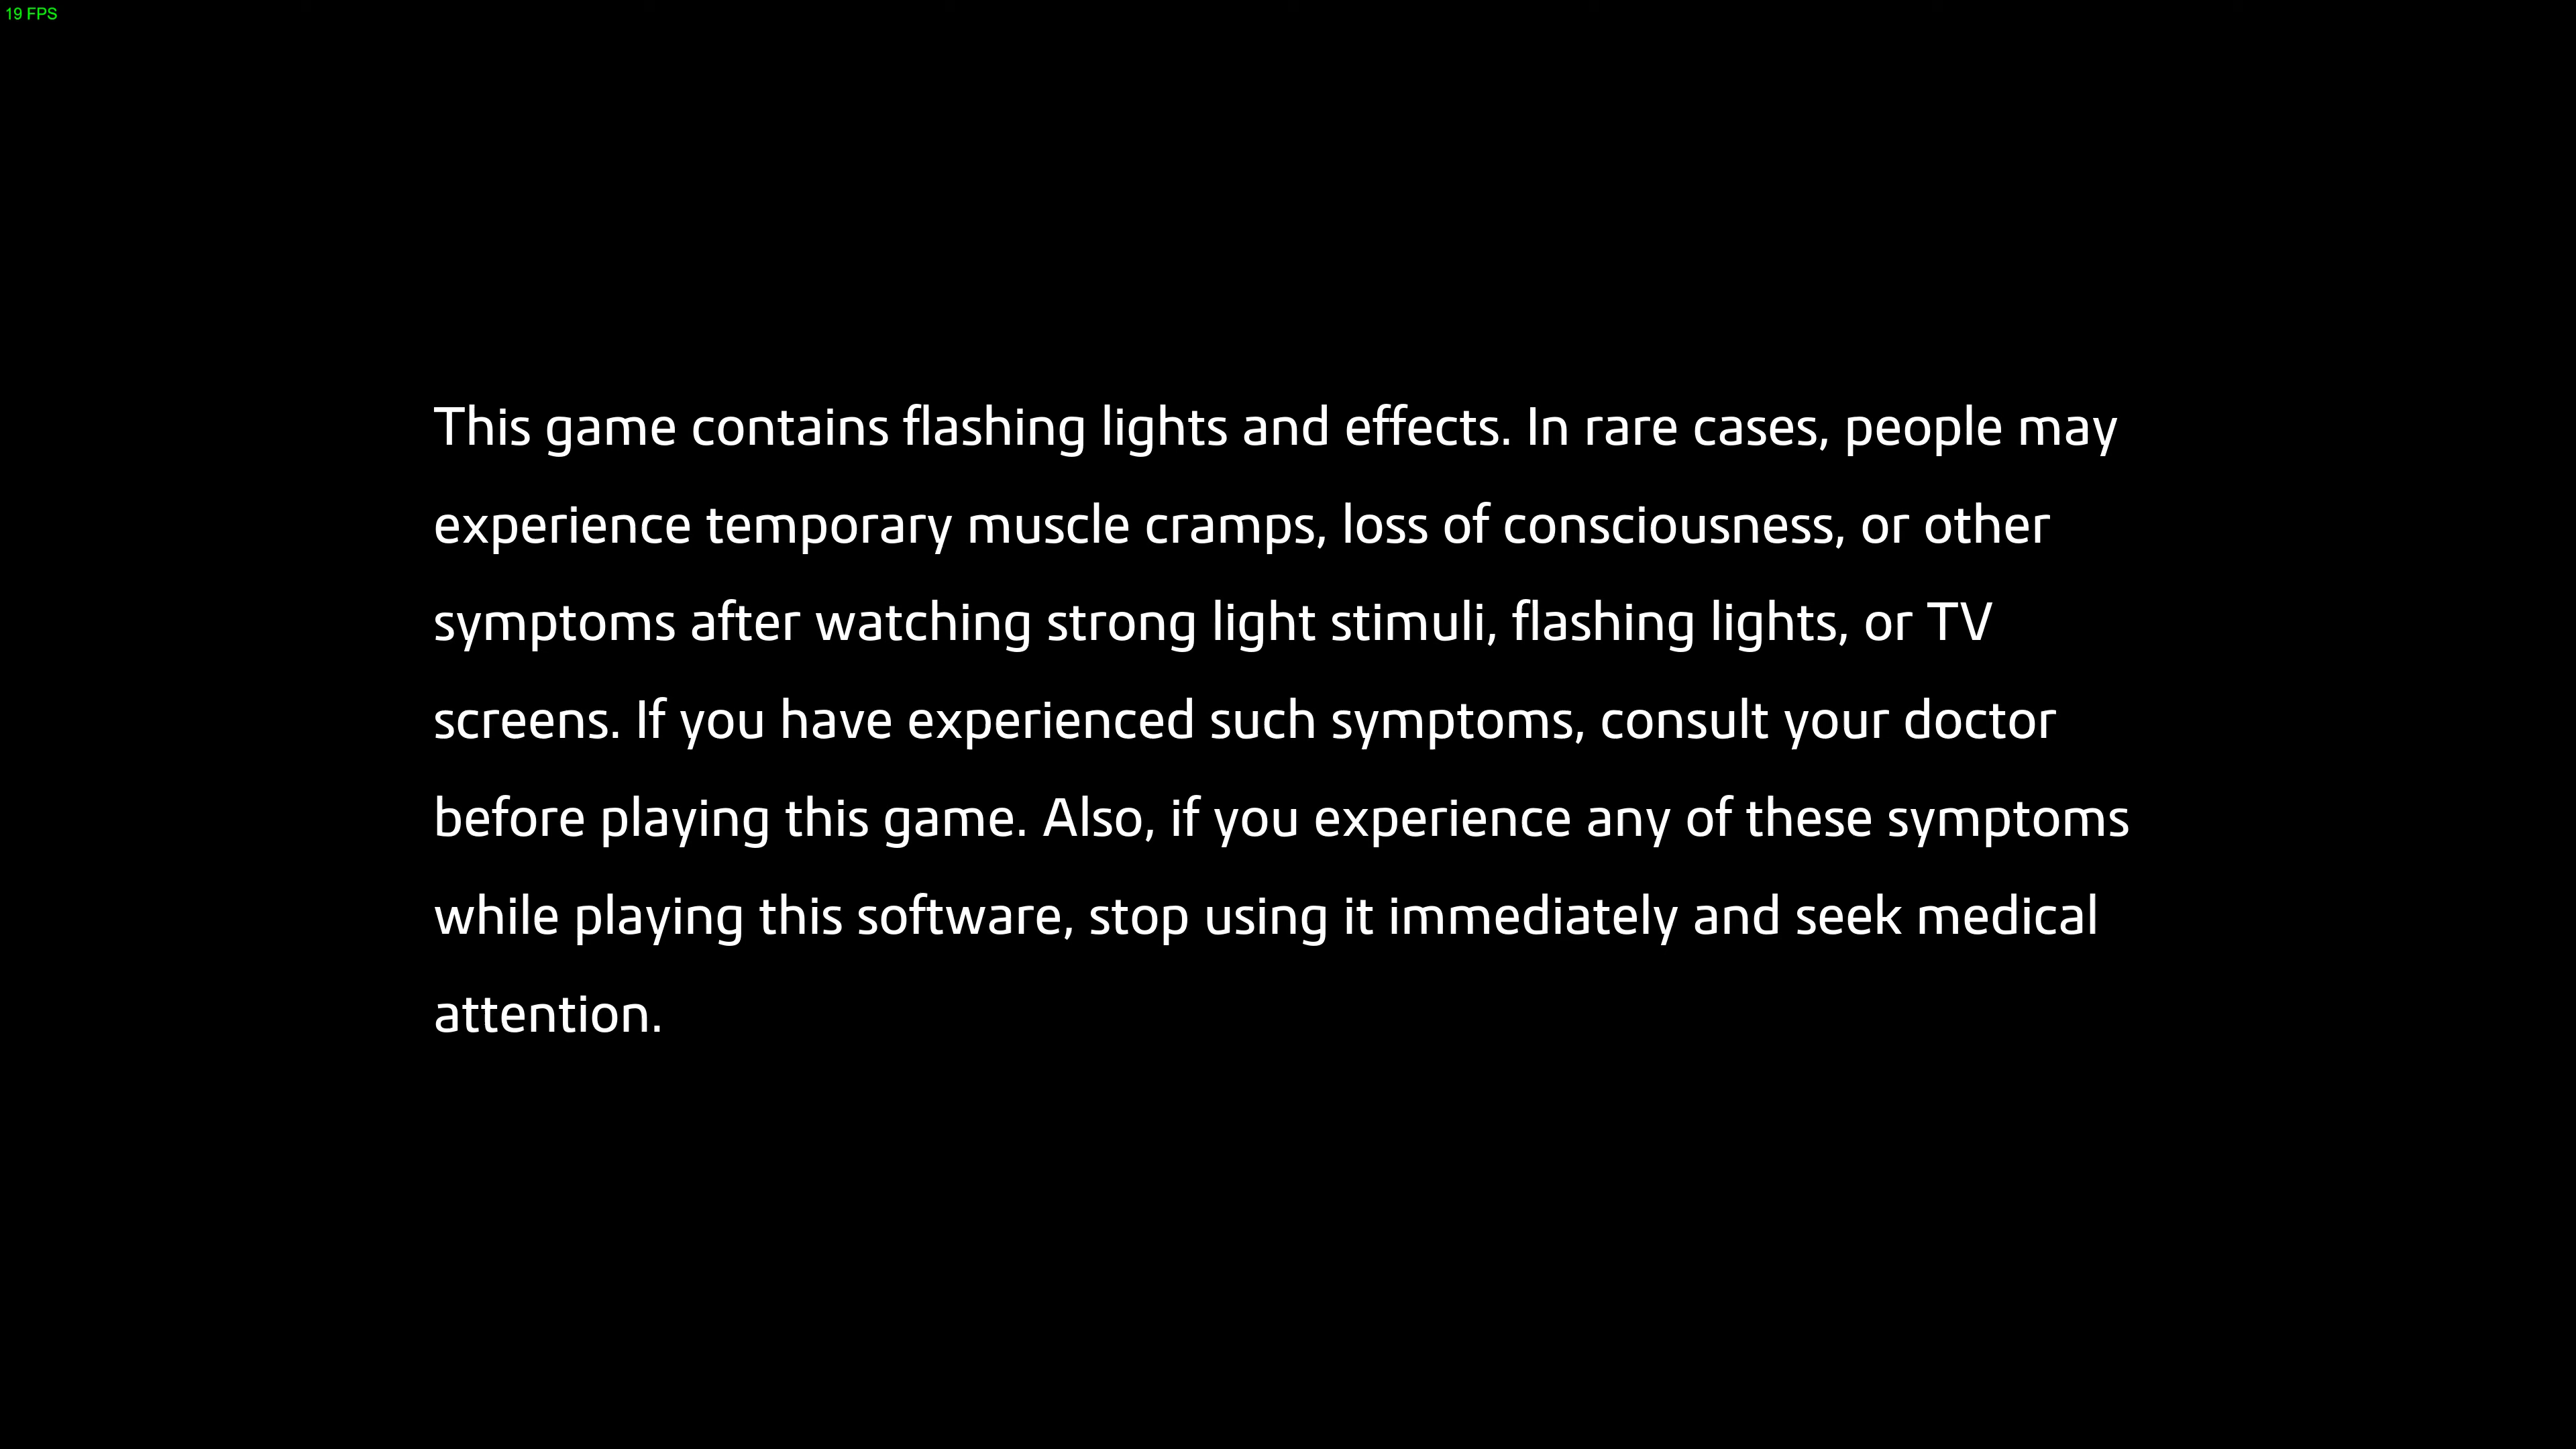 19 FPS
This game contains flashing lights and effects. In rare cases, people may
experience temporary muscle cramps, loss of consciousness, or other
symptoms after watching strong light stimuli, flashing lights, or TV
screens. If you have experienced such symptoms, consult your doctor
before playing this game. Also, if you experience any of these symptoms
while playing this software, stop using it immediately and seek medical
attention.